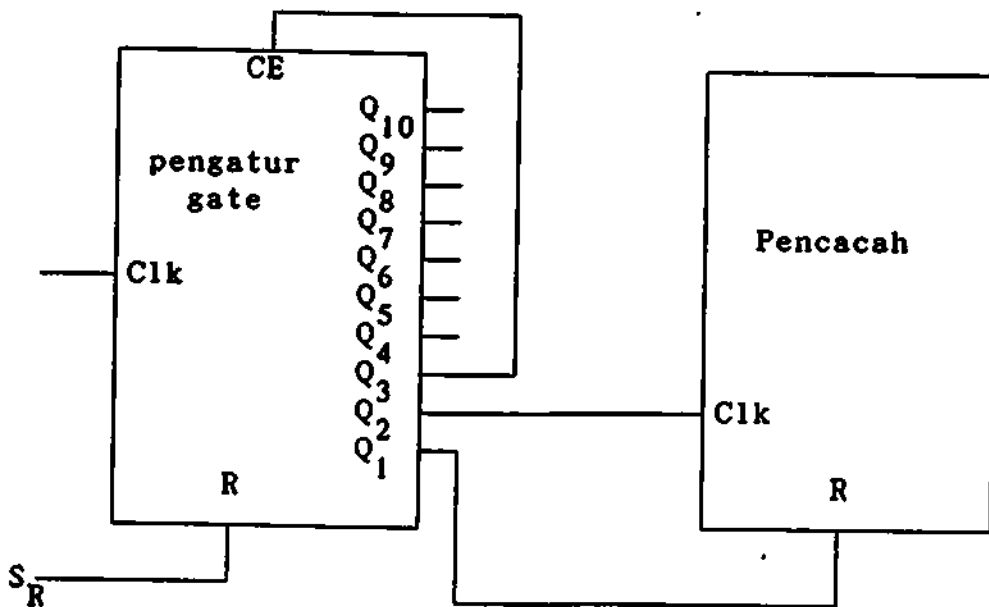 CE
pengatur
gate
Clk
Q10
Q9
Q8
Q7
Q6
Q5
Q4
Q3
Q2
Q1
R
SR
Pencacah
Clk
R